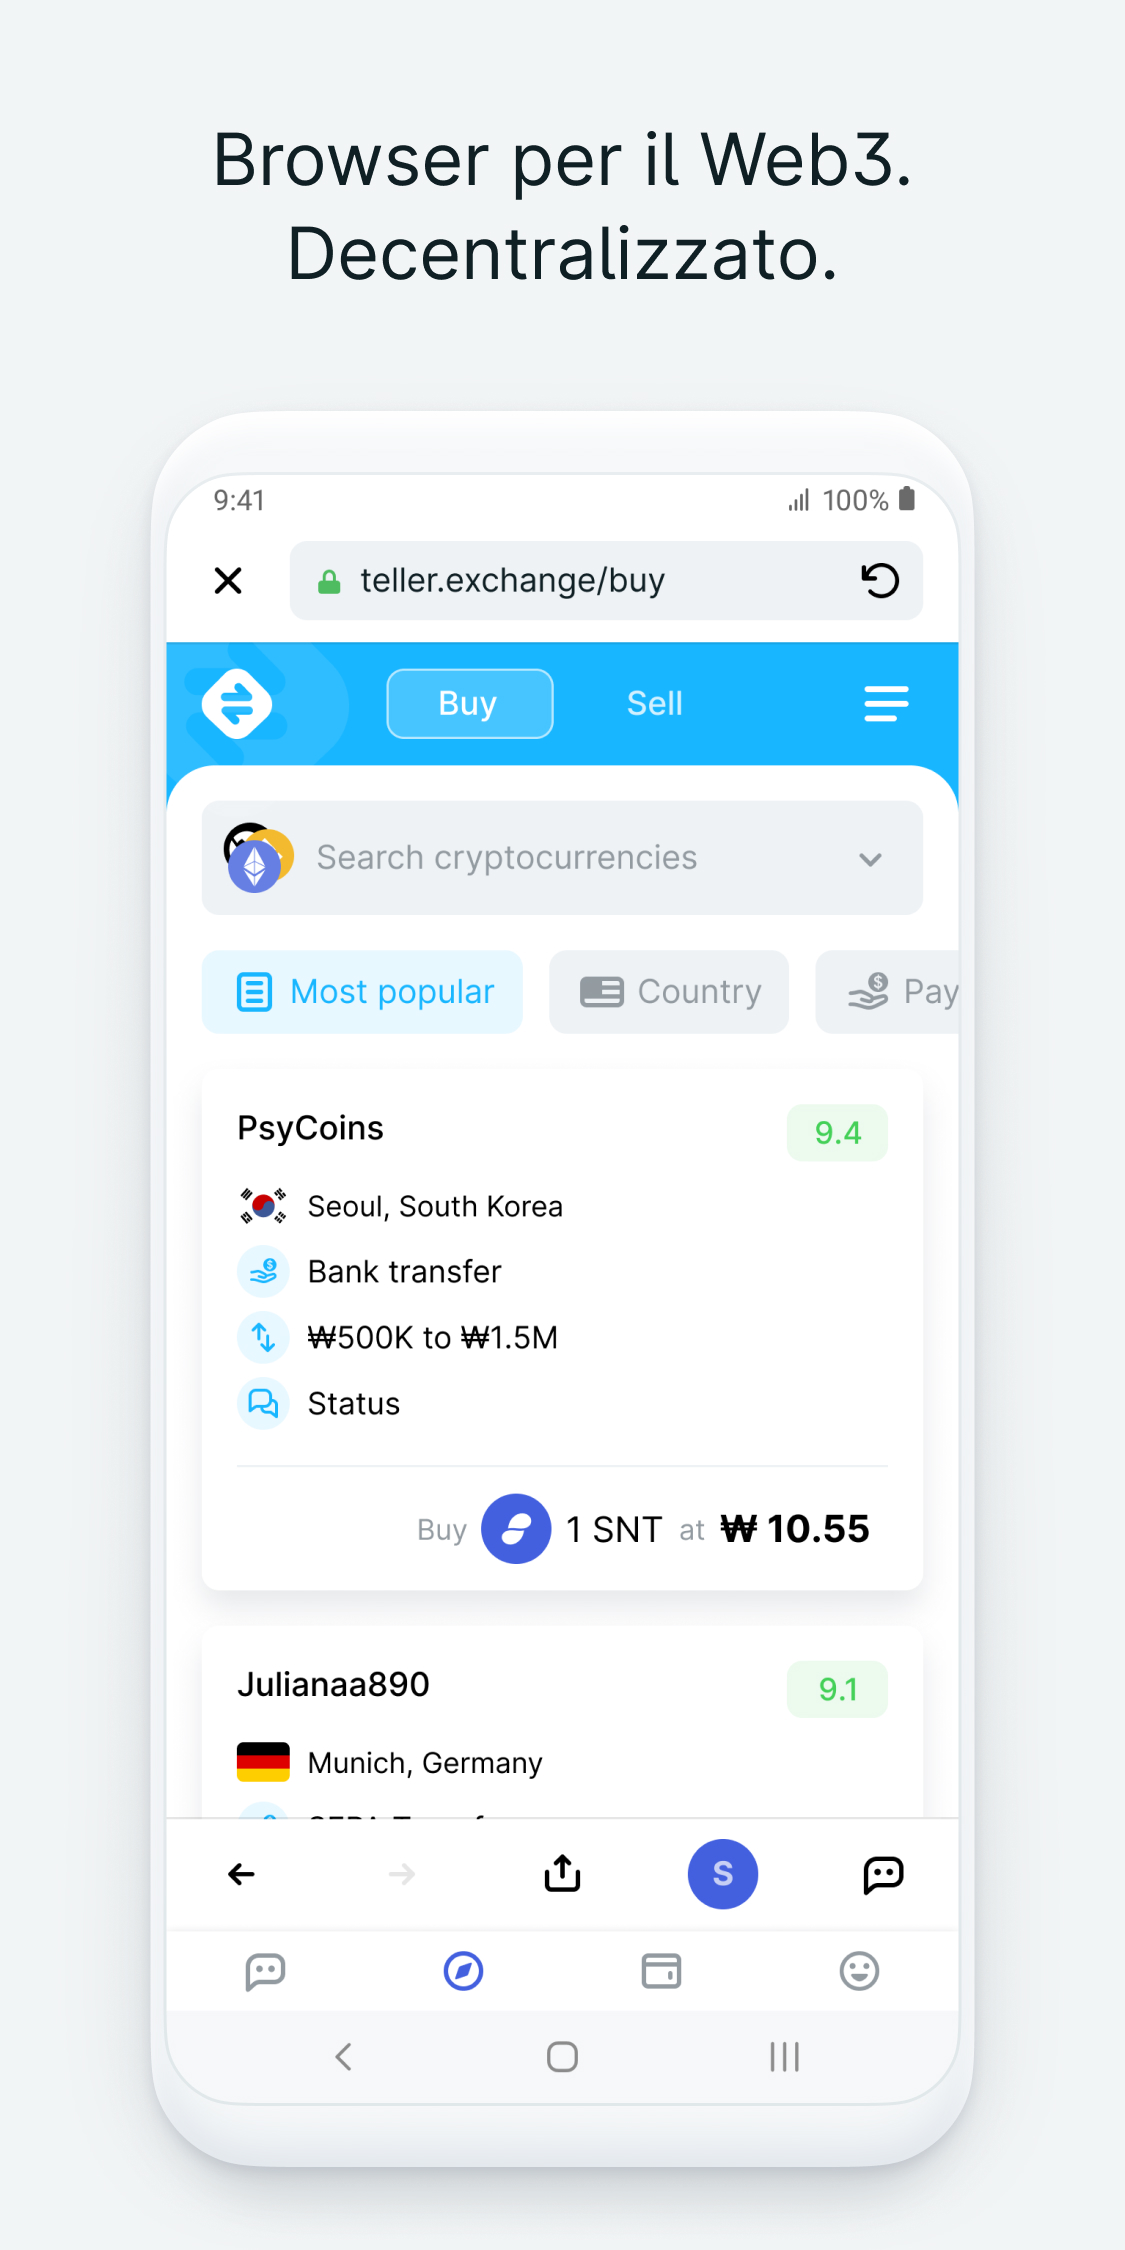 Browser per il Web3.
Decentralizzato.
9:41 100%
teller.exchange/buy
Buy Sell
Search cryptocurrencies
Most popular Country Pay
PsyCoins 9.4
Seoul, South Korea
Bank transfer
₩500K to ₩1.5M
Status
Buy 1 SNT at ₩ 10.55
Julianaa890 9.1
Munich, Germany
S